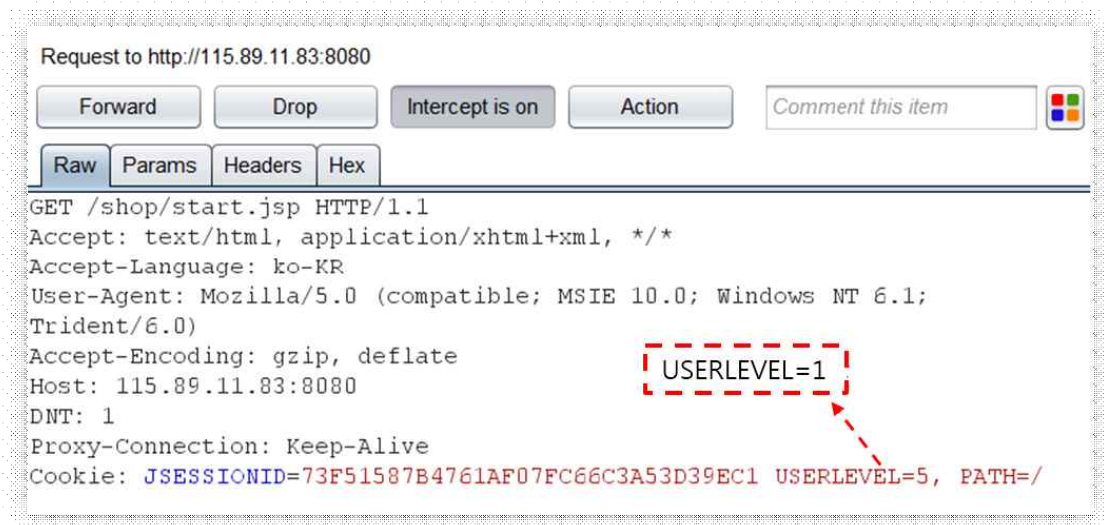 Request to http://115.89.11.83:8080
Forward Drop Intercept is on Action Comment this item
Raw Params Headers Hex
GET /shop/start.jsp HTTP/1.1
Accept: text/html, application/xhtml+xml, */*
Accept-Language: ko-KR
User-Agent: Mozilla/5.0 (compatible; MSIE 10.0; Windows NT 6.1;
Trident/6.0)
Accept-Encoding: gzip, deflate
USERLEVEL=1
Host: 115.89.11.83:8080
DNT: 1
Proxy-Connection: Keep-Alive
Cookie: JSESSIONID=73F51587B4761AF07FC66C3A53D39EC1 USERLEVEL=5, PATH=/